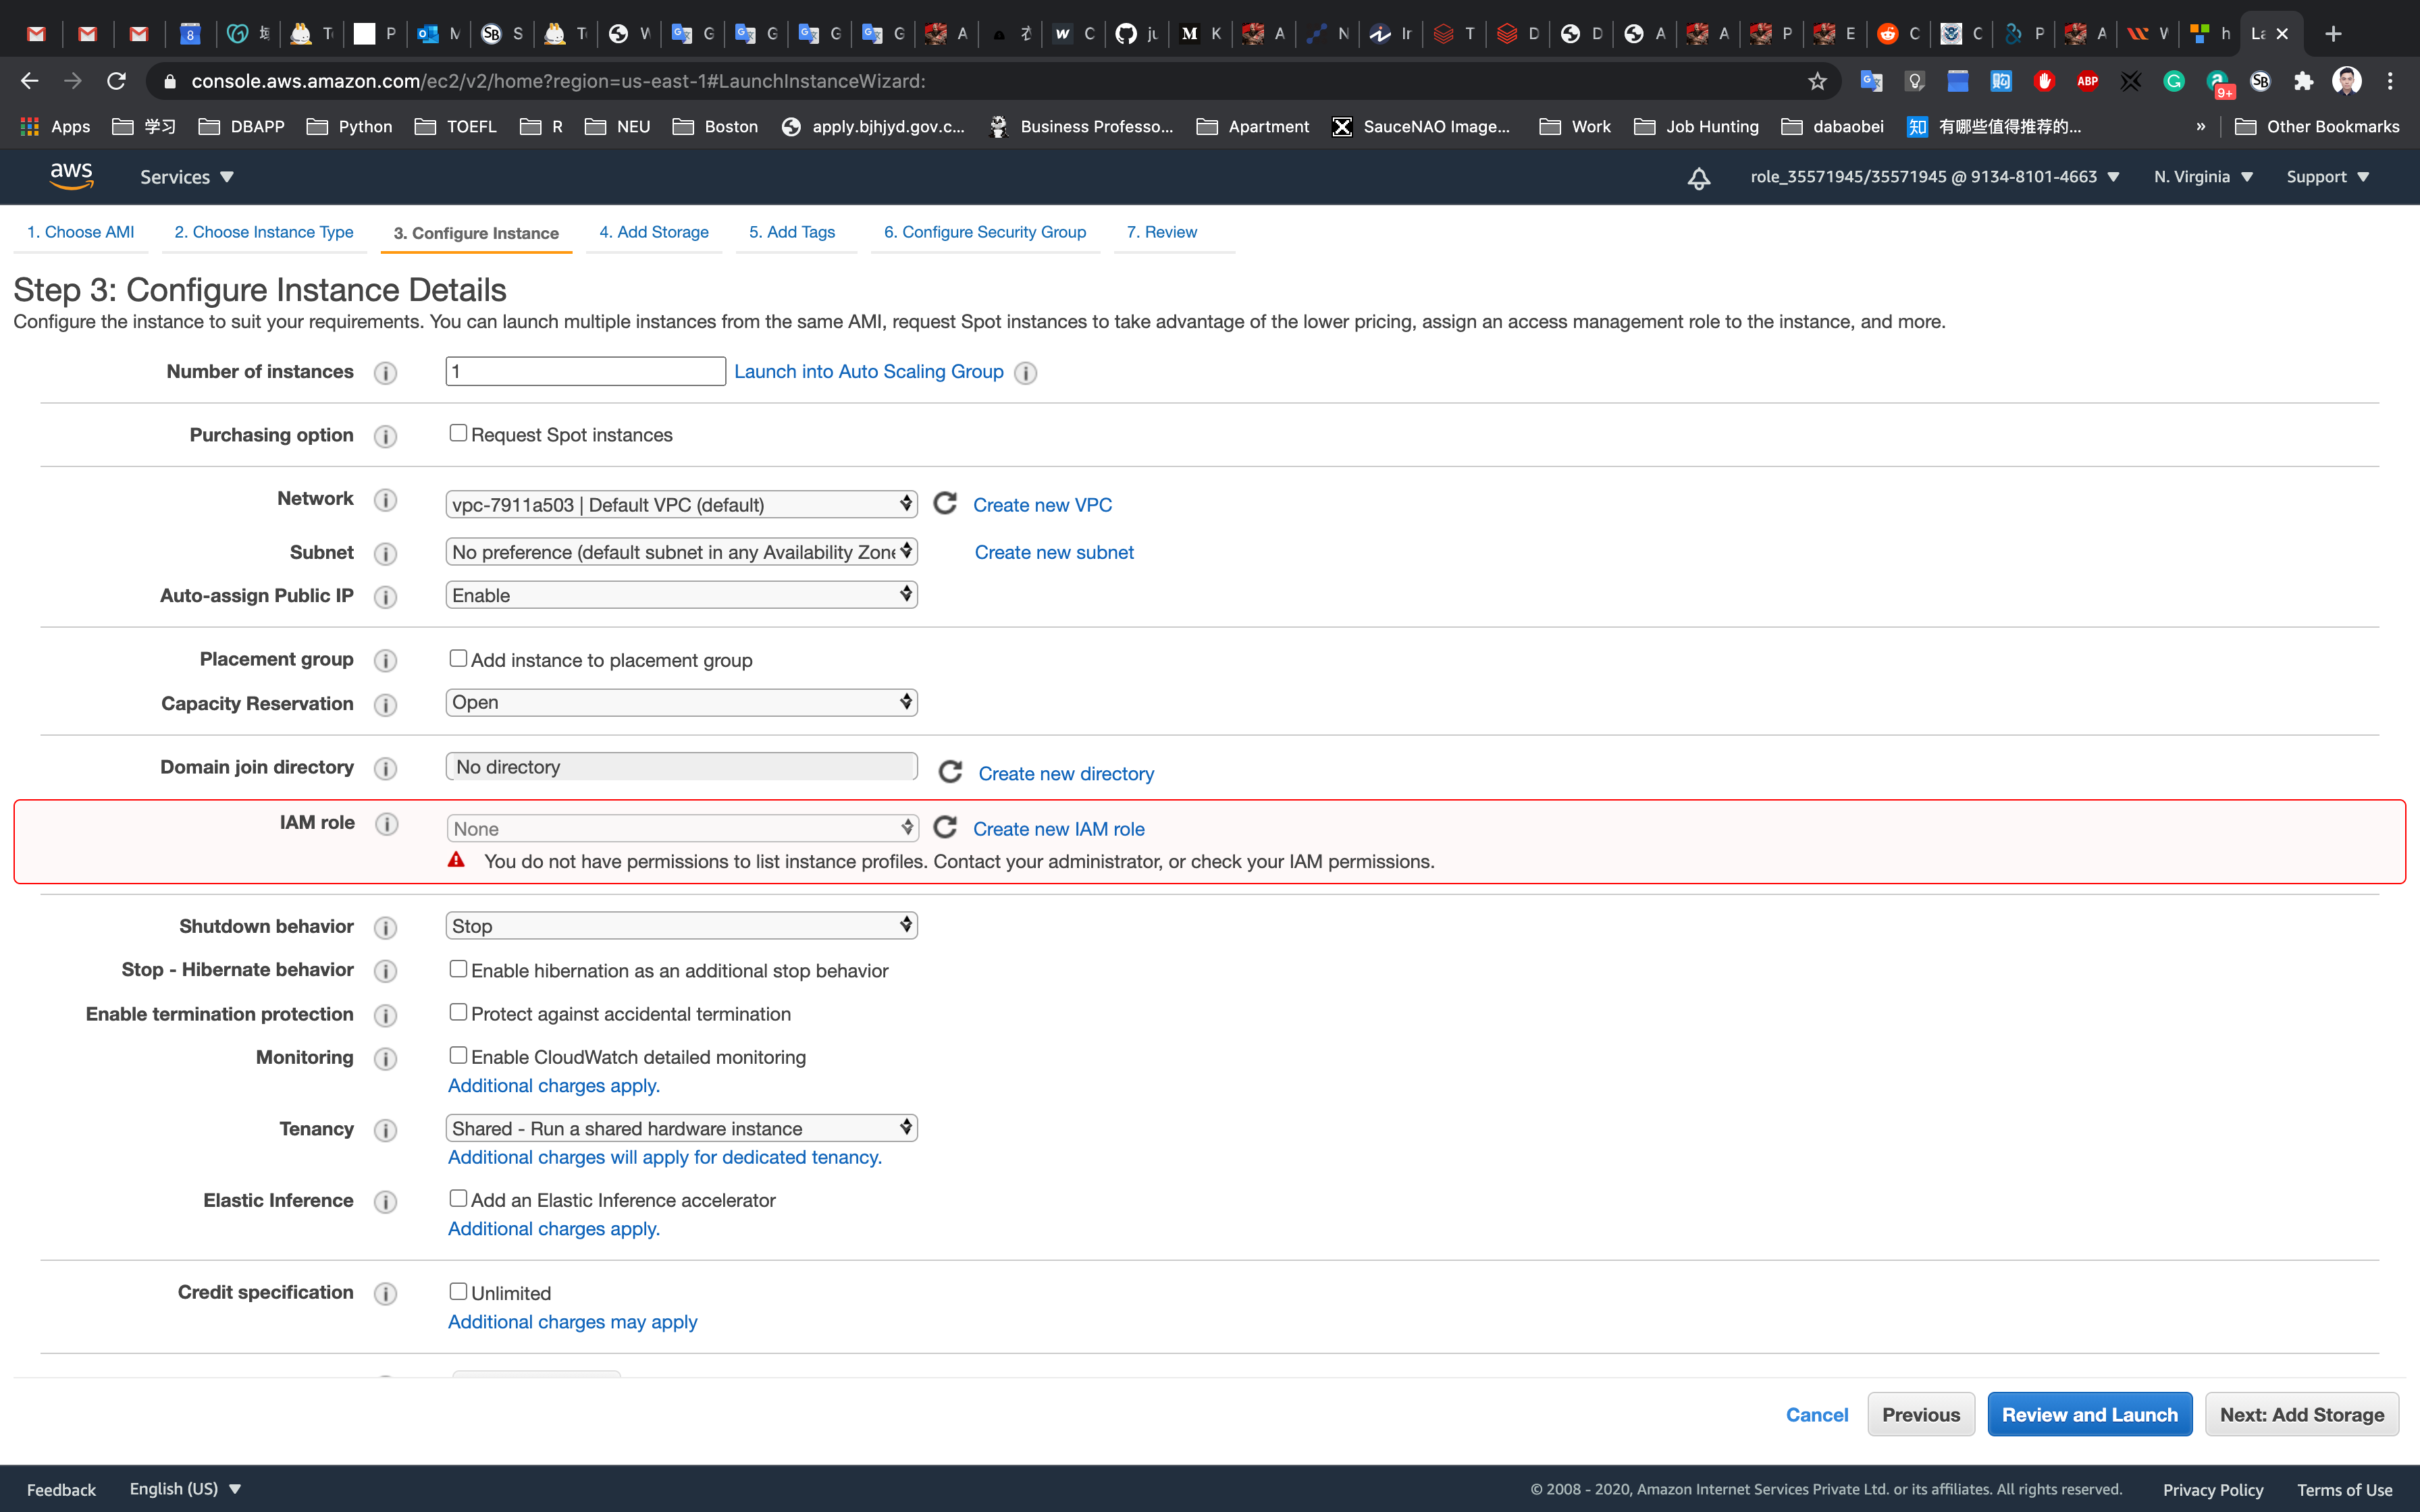 8 域 T P M S T W G G G G A 衣 C ju K A N Ir T D D A A P E C C P A W h La
console.aws.amazon.com/ec2/v2/home?region=us-east-1#LaunchInstanceWizard:
ABP 9+ SB
Apps 学习 DBAPP Python TOEFL R NEU Boston apply.bjhjyd.gov.c... Business Professo... Apartment SauceNAO Image... Work Job Hunting dabaobei 知 有哪些值得推荐的... » Other Bookmarks
aws Services role_35571945/35571945 @ 9134-8101-4663 N. Virginia Support
1. Choose AMI 2. Choose Instance Type 3. Configure Instance 4. Add Storage 5. Add Tags 6. Configure Security Group 7. Review
Step 3: Configure Instance Details
Configure the instance to suit your requirements. You can launch multiple instances from the same AMI, request Spot instances to take advantage of the lower pricing, assign an access management role to the instance, and more.
Number of instances 1 Launch into Auto Scaling Group
Purchasing option Request Spot instances
Network vpc-7911a503 | Default VPC (default) Create new VPC
Subnet No preference (default subnet in any Availability Zone Create new subnet
Auto-assign Public IP Enable
Placement group Add instance to placement group
Capacity Reservation Open
Domain join directory No directory Create new directory
IAM role None Create new IAM role
You do not have permissions to list instance profiles. Contact your administrator, or check your IAM permissions.
Shutdown behavior Stop
Stop - Hibernate behavior Enable hibernation as an additional stop behavior
Enable termination protection Protect against accidental termination
Monitoring Enable CloudWatch detailed monitoring
Additional charges apply.
Tenancy Shared - Run a shared hardware instance
Additional charges will apply for dedicated tenancy.
Elastic Inference Add an Elastic Inference accelerator
Additional charges apply.
Credit specification Unlimited
Additional charges may apply
Cancel Previous Review and Launch Next: Add Storage
Feedback English (US) © 2008 - 2020, Amazon Internet Services Private Ltd. or its affiliates. All rights reserved. Privacy Policy Terms of Use